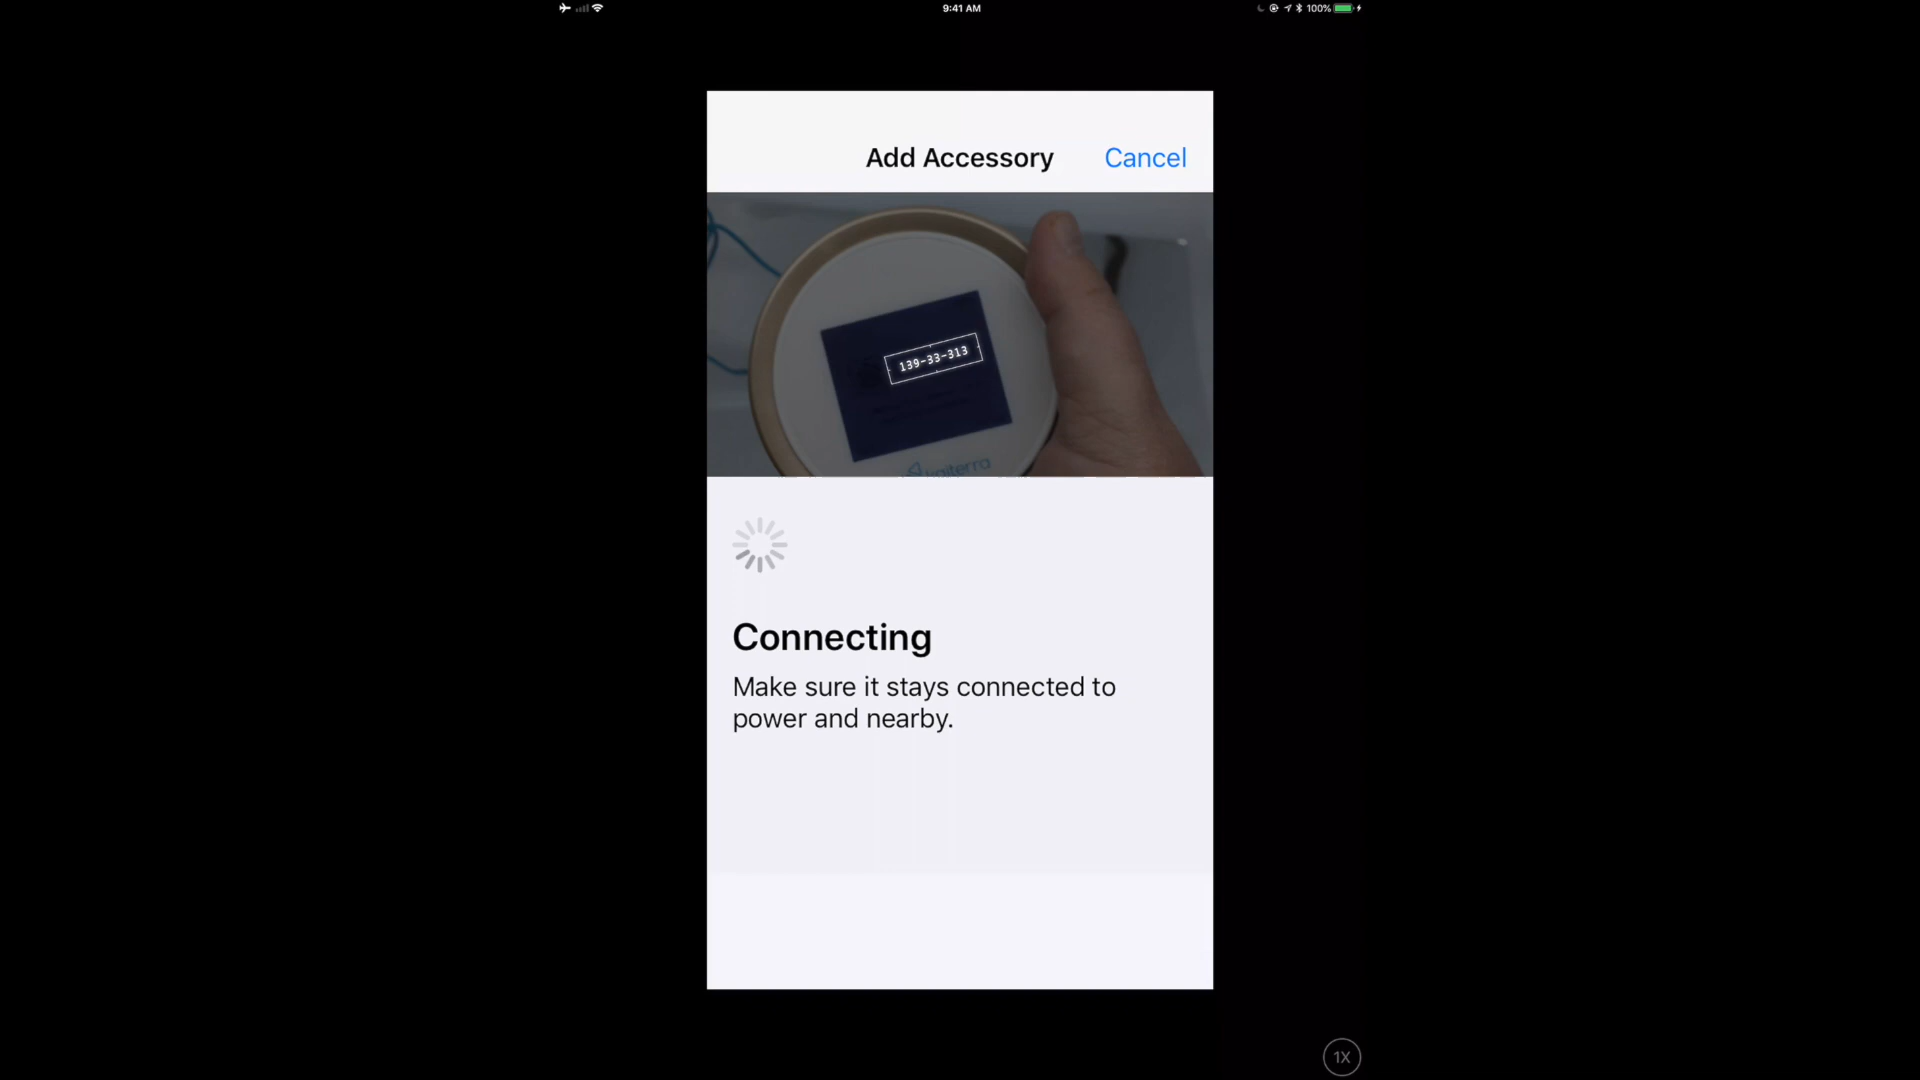 9:41 AM
100%
Add Accessory
Cancel
139-33-313
kaiterra
Connecting
Make sure it stays connected to
power and nearby.
1X